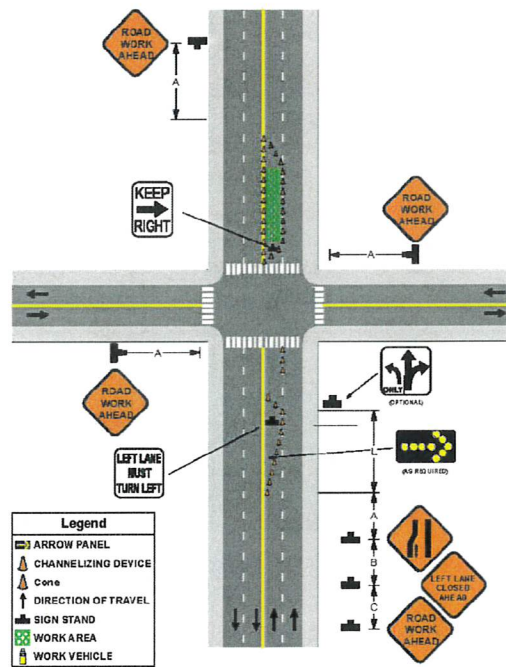 ROAD
WORK
AHEAD
A
KEEP
RIGHT
ROAD
WORK
AHEAD
A
A
ROAD
WORK
AHEAD
ONLY
(OPTIONAL)
LEFT LANE
MUST
TURN LEFT
L
(AS REQUIRED)
A
B
LEFT LANE
CLOSED
AHEAD
C
ROAD
WORK
AHEAD
Legend
ARROW PANEL
CHANNELIZING DEVICE
Cone
DIRECTION OF TRAVEL
SIGN STAND
WORK AREA
WORK VEHICLE